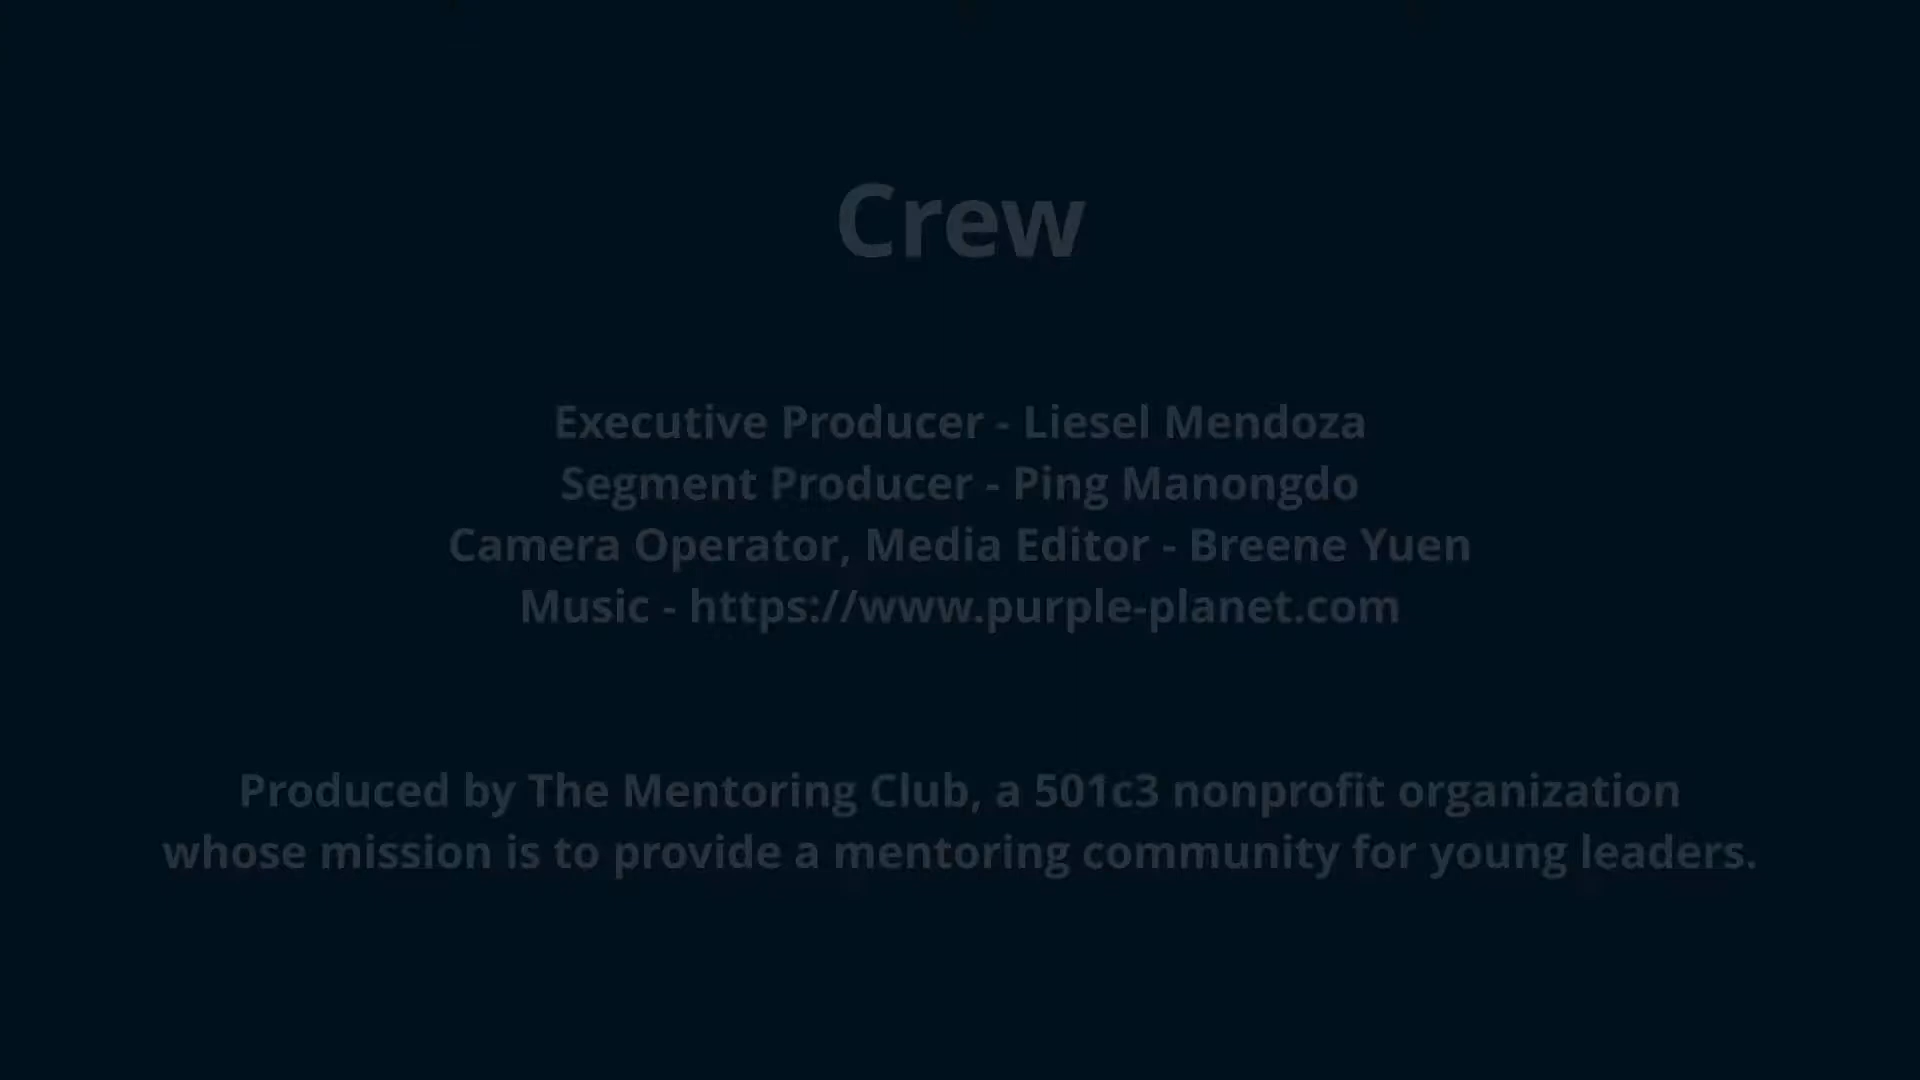 Crew
Executive Producer - Liesel Mendoza
Segment Producer - Ping Manongdo
Camera Operator, Media Editor - Breene Yuen
Music - https://www.purple-planet.com
Produced by The Mentoring Club, a 501c3 nonprofit organization
whose mission is to provide a mentoring community for young leaders.